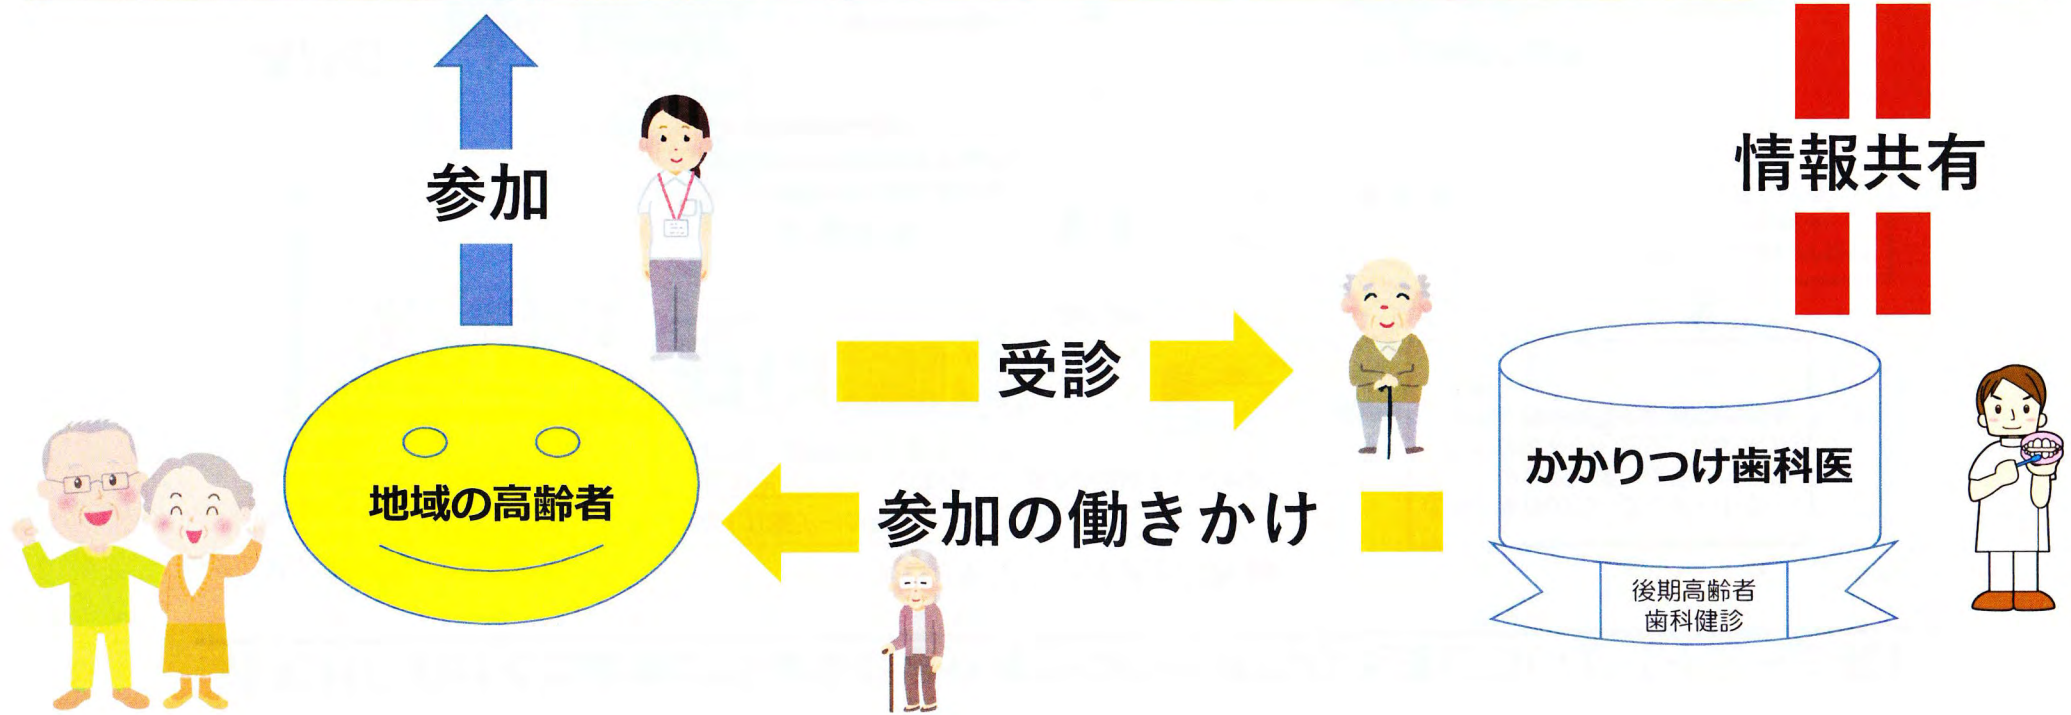 参加
情報共有
受診
かかりつけ歯科医
地域の高齢者
参加の働きかけ
後期高齢者
歯科健診